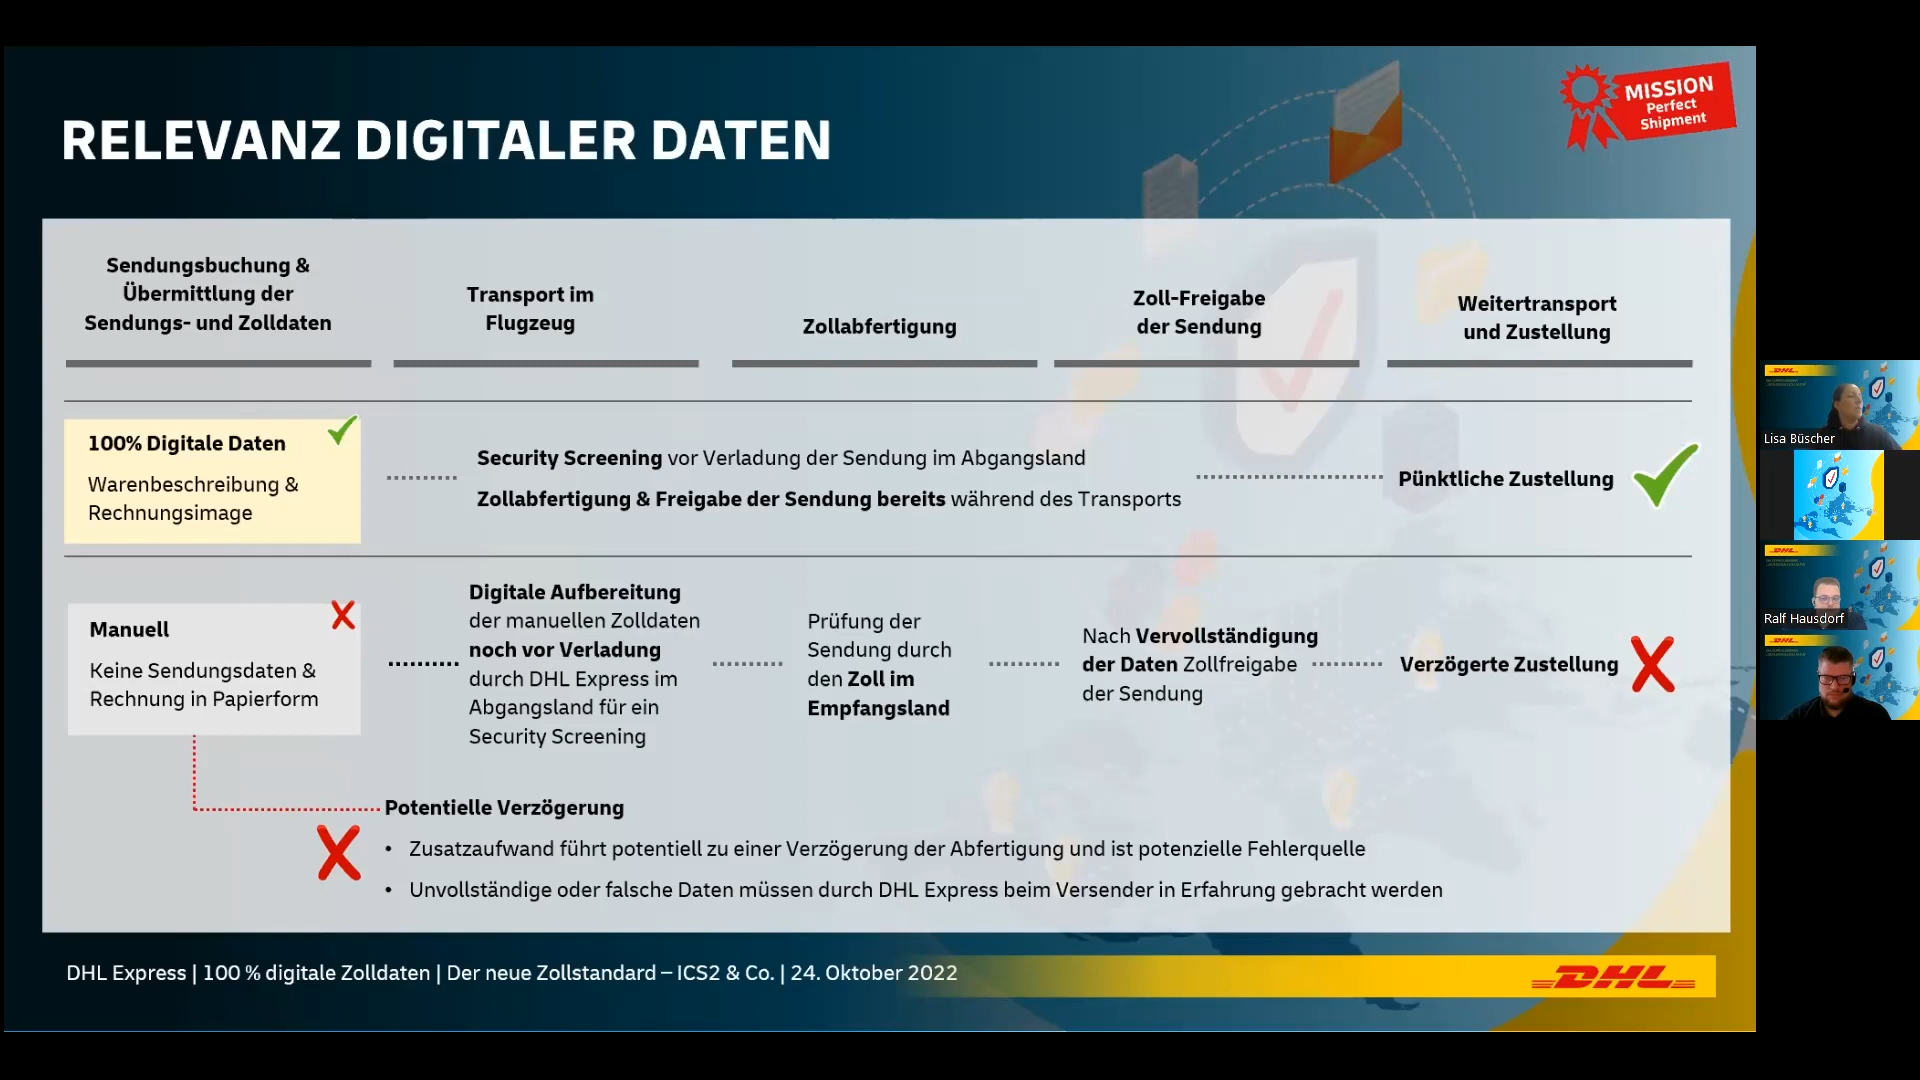 RELEVANZ DIGITALER DATEN
MISSION
Perfect
Shipment
Sendungsbuchung &
Übermittlung der
Sendungs- und Zolldaten
Transport im
Flugzeug
Zollabfertigung
Zoll-Freigabe
der Sendung
Weitertransport
und Zustellung
100% Digitale Daten
Warenbeschreibung &
Rechnungsimage
Security Screening vor Verladung der Sendung im Abgangsland
Zollabfertigung & Freigabe der Sendung bereits während des Transports
Pünktliche Zustellung
Manuell
Keine Sendungsdaten &
Rechnung in Papierform
Digitale Aufbereitung
der manuellen Zolldaten
noch vor Verladung
durch DHL Express im
Abgangsland für ein
Security Screening
Prüfung der
Sendung durch
den Zoll im
Empfangsland
Nach Vervollständigung
der Daten Zollfreigabe
der Sendung
Verzögerte Zustellung
Potentielle Verzögerung
• Zusatzaufwand führt potentiell zu einer Verzögerung der Abfertigung und ist potenzielle Fehlerquelle
• Unvollständige oder falsche Daten müssen durch DHL Express beim Versender in Erfahrung gebracht werden
DHL Express | 100 % digitale Zolldaten | Der neue Zollstandard – ICS2 & Co. | 24. Oktober 2022
DHL
DHL
Lisa Büscher
DHL
Ralf Hausdorf
DHL